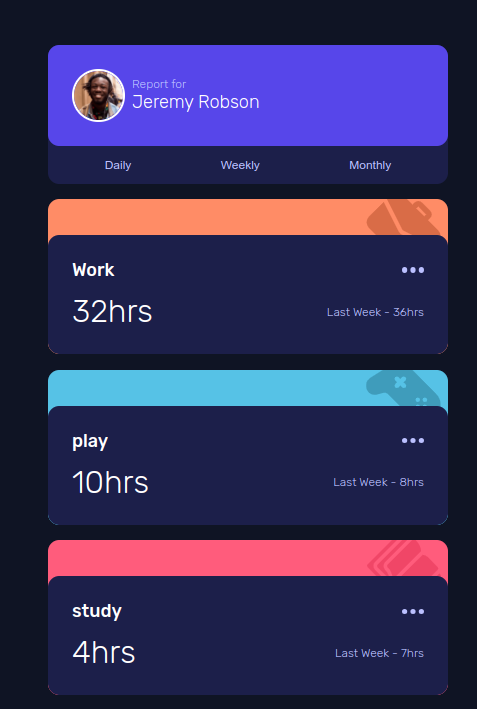 Report for
Jeremy Robson
Daily Weekly Monthly
Work
32hrs Last Week - 36hrs
play
10hrs Last Week - 8hrs
study
4hrs Last Week - 7hrs